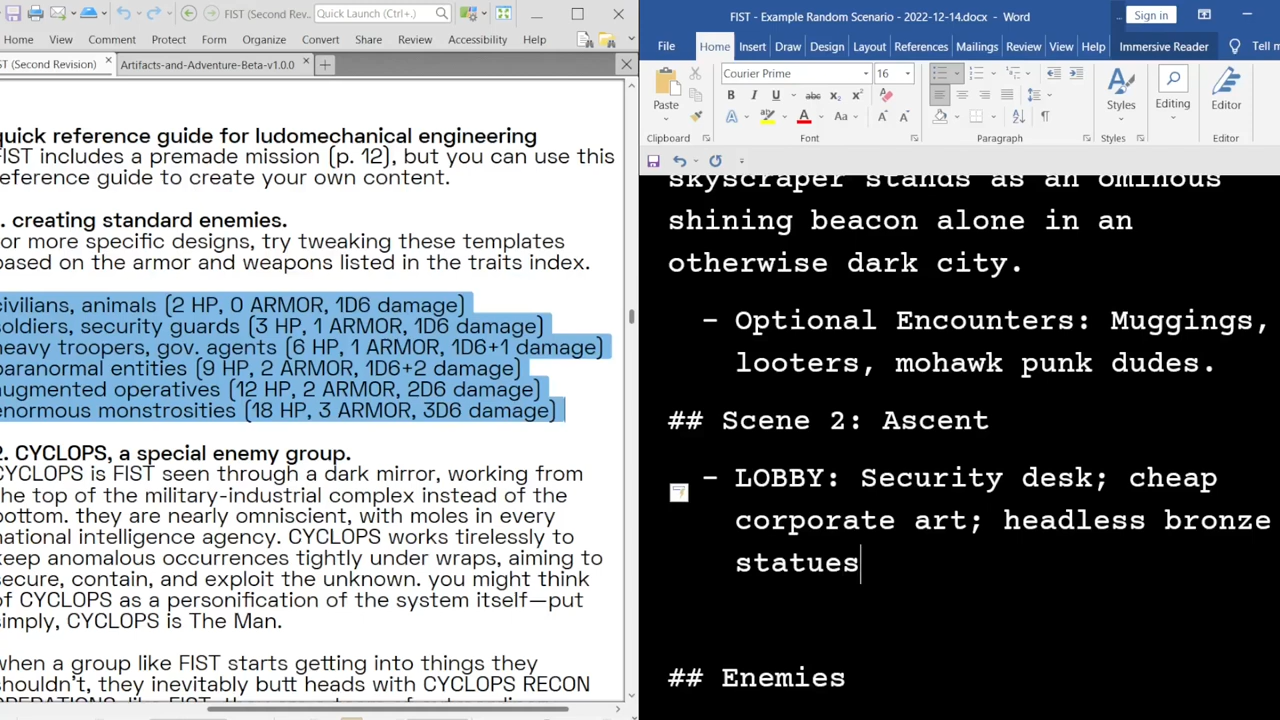 FIST (Second Rev...
Quick Launch (Ctrl+.)
Home View Comment Protect Form Organize Convert Share Review Accessibility Help
ST (Second Revision)
Artifacts-and-Adventure-Beta-v1.0.0
quick reference guide for ludomechanical engineering
FIST includes a premade mission (p. 12), but you can use this
reference guide to create your own content.
. creating standard enemies.
or more specific designs, try tweaking these templates
based on the armor and weapons listed in the traits index.
civilians, animals (2 HP, 0 ARMOR, 1D6 damage)
soldiers, security guards (3 HP, 1 ARMOR, 1D6 damage)
heavy troopers, gov. agents (6 HP, 1 ARMOR, 1D6+1 damage)
paranormal entities (9 HP, 2 ARMOR, 1D6+2 damage)
augmented operatives (12 HP, 2 ARMOR, 2D6 damage)
enormous monstrosities (18 HP, 3 ARMOR, 3D6 damage)
2. CYCLOPS, a special enemy group.
CYCLOPS is FIST seen through a dark mirror, working from
the top of the military-industrial complex instead of the
bottom. they are nearly omniscient, with moles in every
national intelligence agency. CYCLOPS works tirelessly to
keep anomalous occurrences tightly under wraps, aiming to
secure, contain, and exploit the unknown. you might think
of CYCLOPS as a personification of the system itself—put
simply, CYCLOPS is The Man.
when a group like FIST starts getting into things they
shouldn't, they inevitably butt heads with CYCLOPS RECON
FIST - Example Random Scenario - 2022-12-14.docx - Word
... Sign in
File Home Insert Draw Design Layout References Mailings Review View Help Immersive Reader Tell
Courier Prime 16
Paste
Styles Editing Editor
Clipboard Font Paragraph Styles Editor
skyscraper stands as an ominous
shining beacon alone in an
otherwise dark city.
- Optional Encounters: Muggings,
looters, mohawk punk dudes.
## Scene 2: Ascent
- LOBBY: Security desk; cheap
corporate art; headless bronze
statues
## Enemies